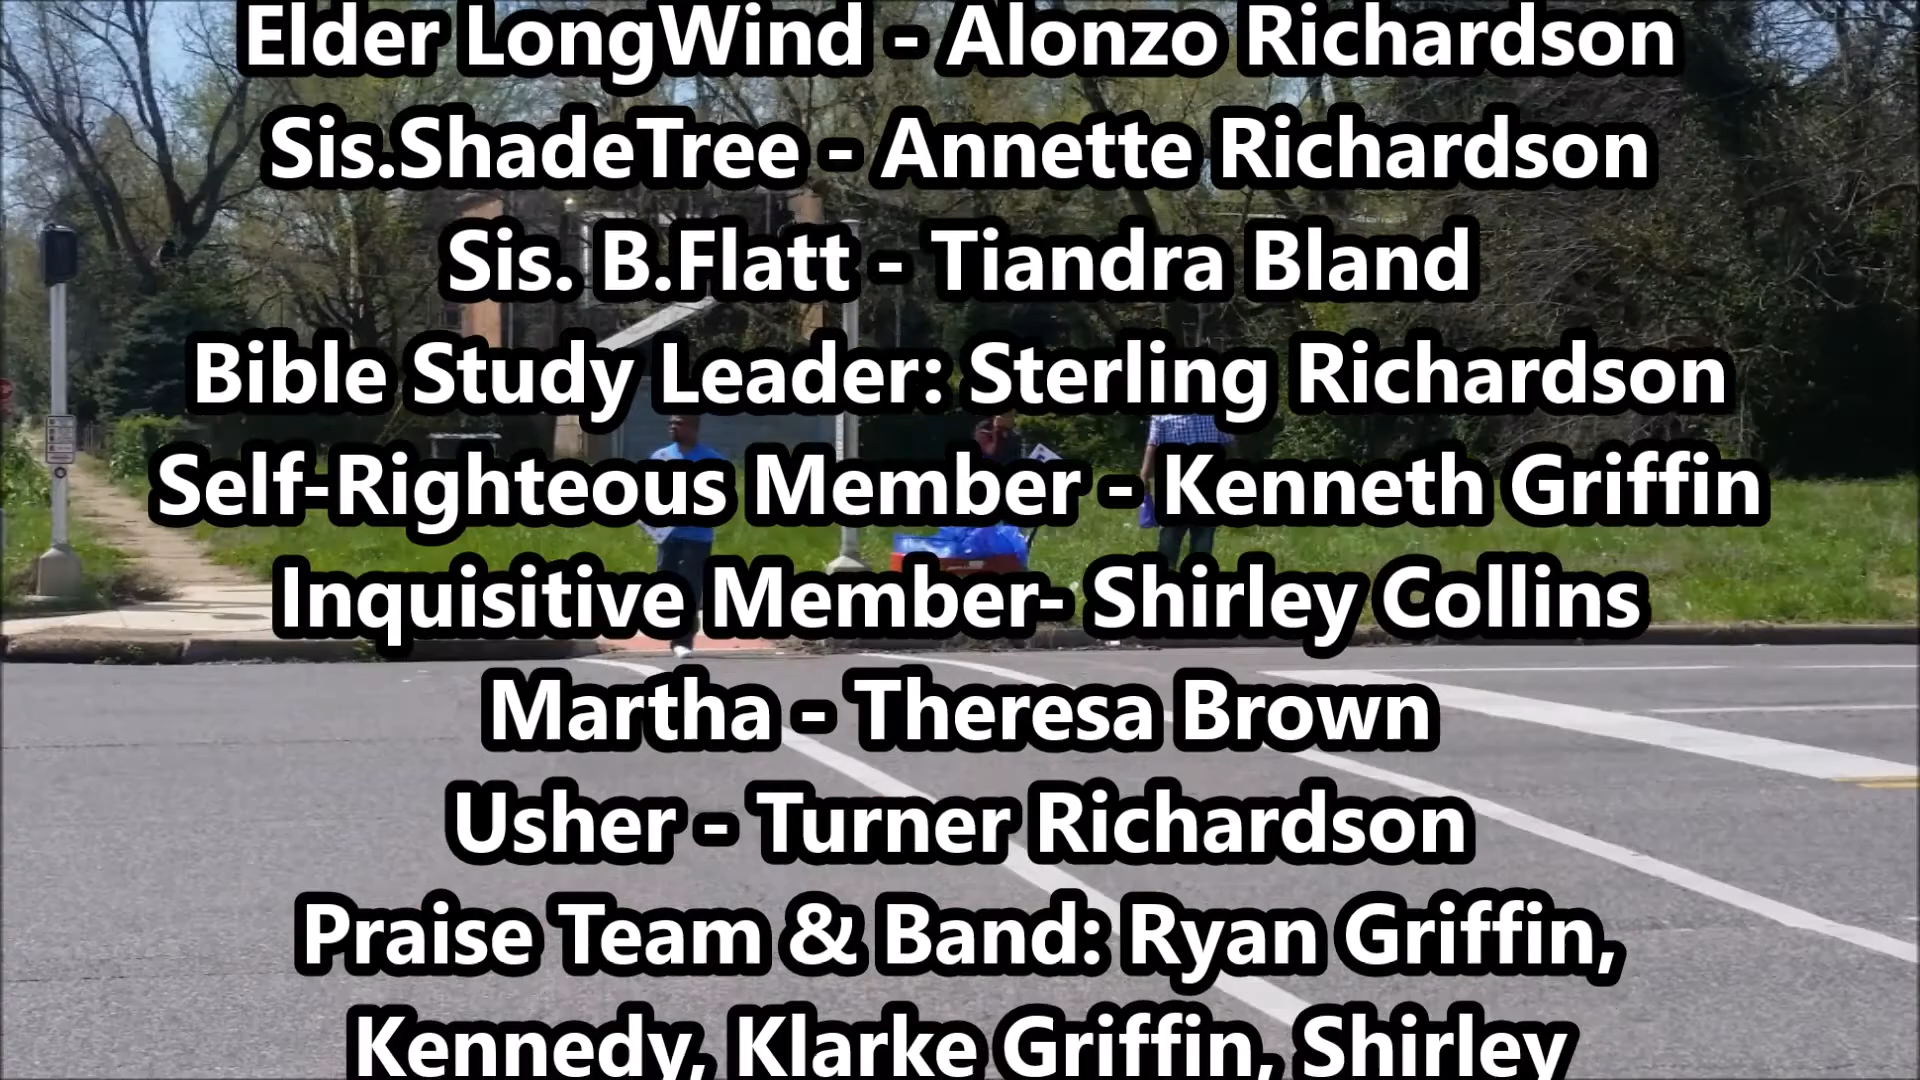 Elder LongWind - Alonzo Richardson
Sis.ShadeTree - Annette Richardson
Sis. B.Flatt - Tiandra Bland
Bible Study Leader: Sterling Richardson
Self-Righteous Member - Kenneth Griffin
Inquisitive Member- Shirley Collins
Martha - Theresa Brown
Usher - Turner Richardson
Praise Team & Band: Ryan Griffin,
Kennedy, Klarke Griffin, Shirley